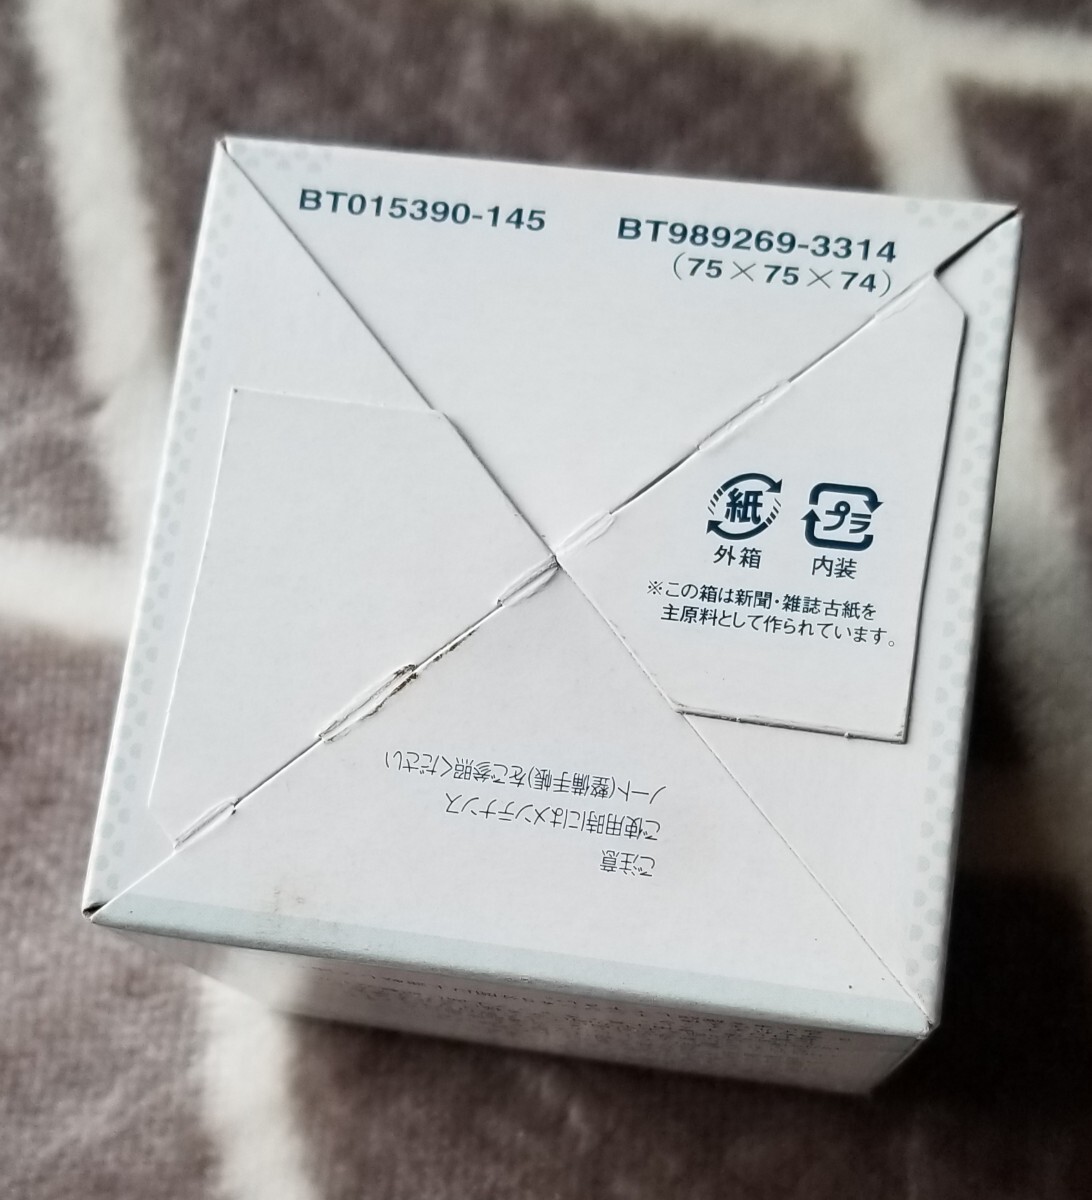 BT015390-145
BT989269-3314
(75×75×74)
紙
プラ
外箱
内装
※この箱は新聞・雑誌古紙を
主原料として作られています。
ご注意
ご使用時にはメンテナンス
ノート(整備手帳)をご参照ください